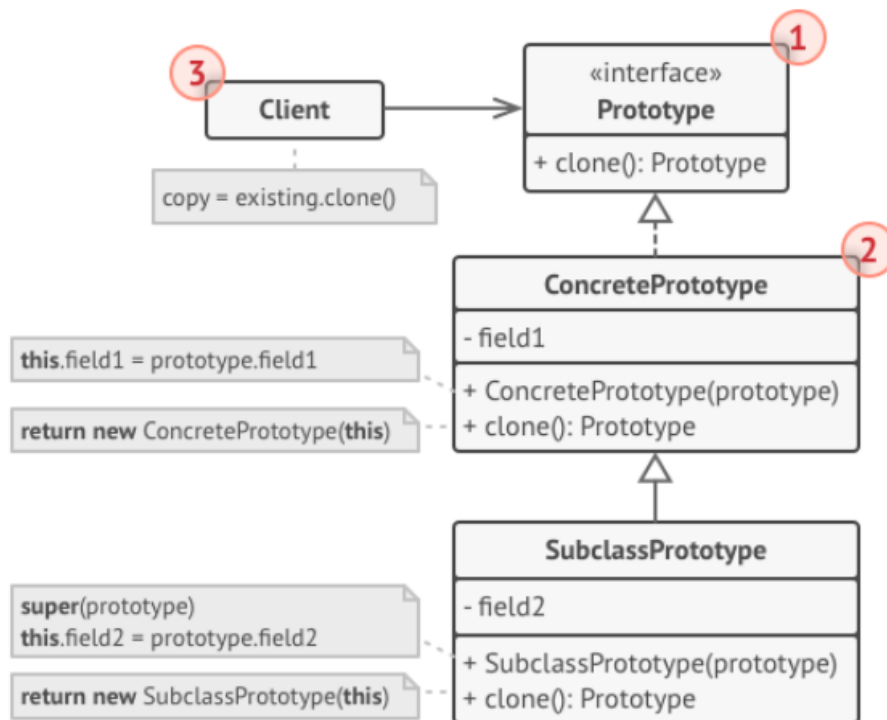 1
3
«interface»
Prototype
Client
+ clone(): Prototype
copy = existing.clone()
2
ConcretePrototype
- field1
this.field1 = prototype.field1
+ ConcretePrototype(prototype)
return new ConcretePrototype(this)
+ clone(): Prototype
SubclassPrototype
- field2
super(prototype)
this.field2 = prototype.field2
+ SubclassPrototype(prototype)
return new SubclassPrototype(this)
+ clone(): Prototype